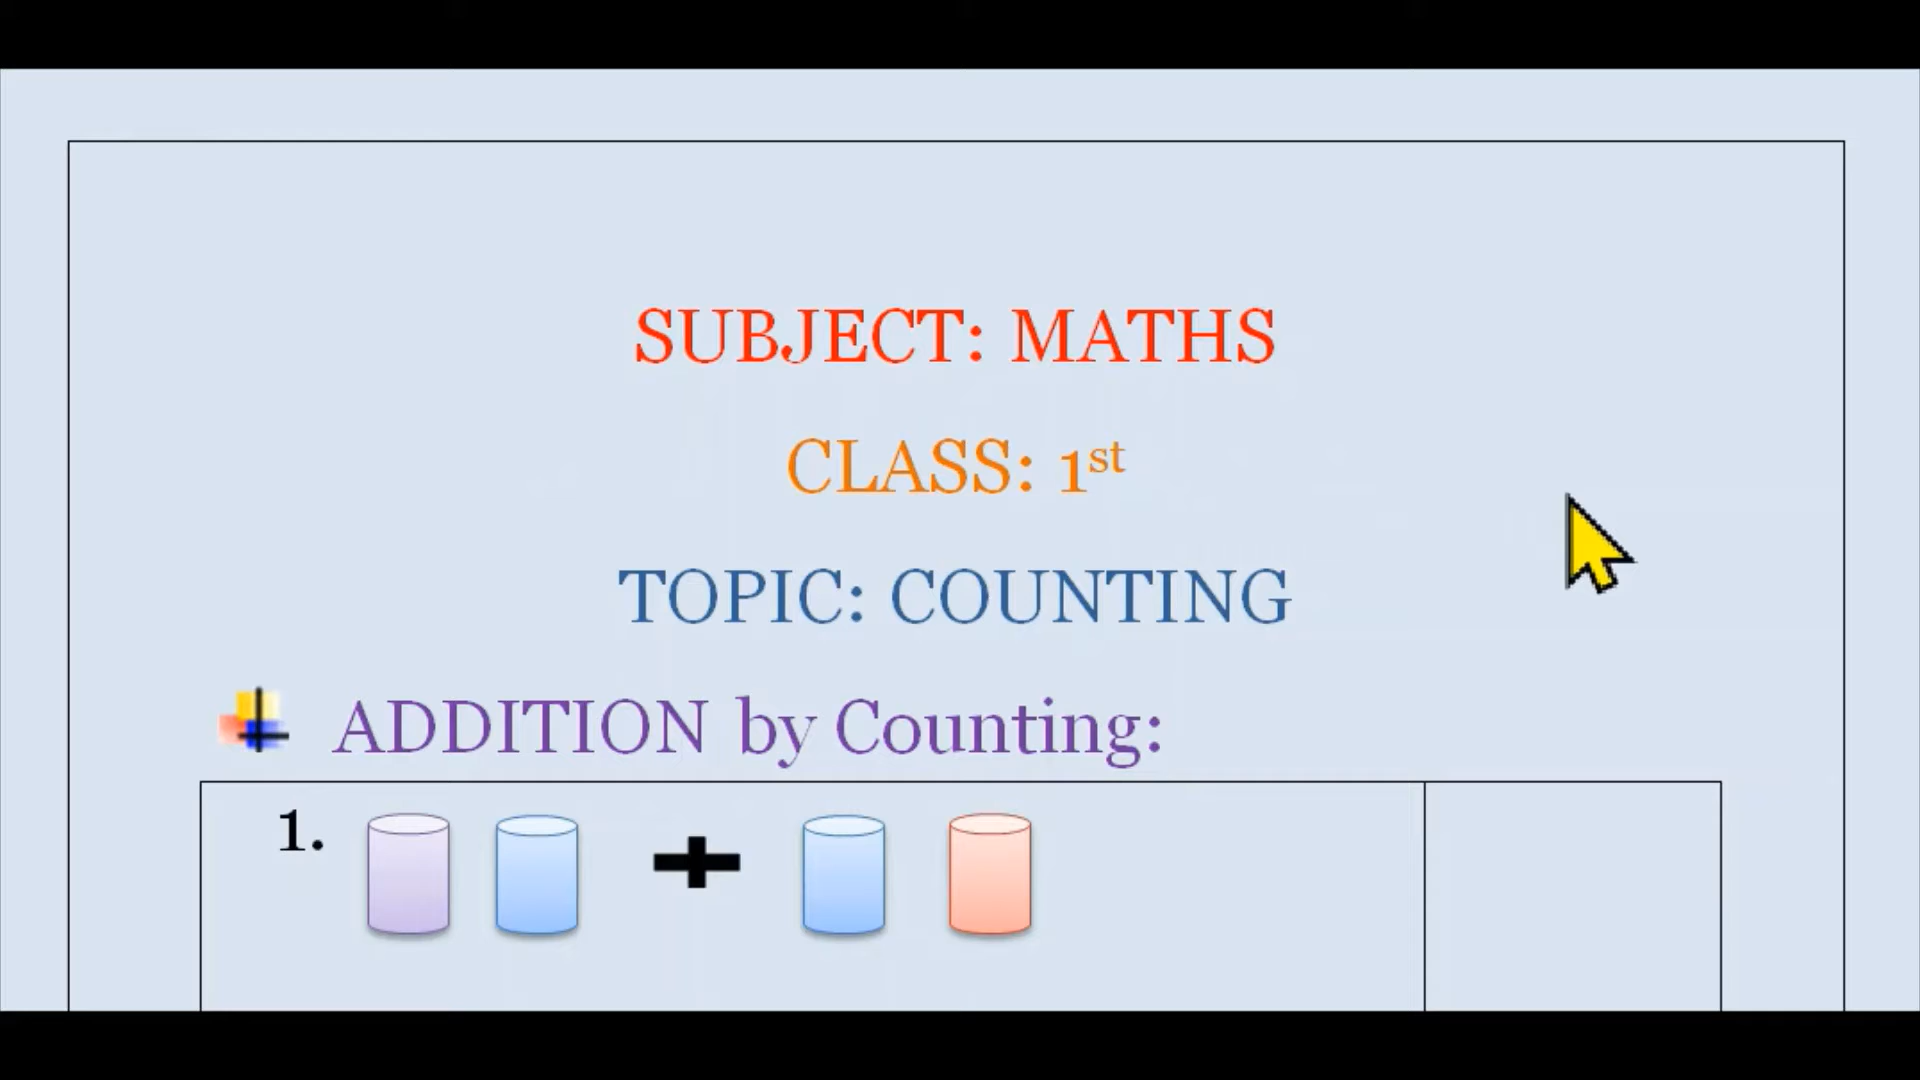 SUBJECT: MATHS
CLASS: 1st
TOPIC: COUNTING
ADDITION by Counting:
1. +